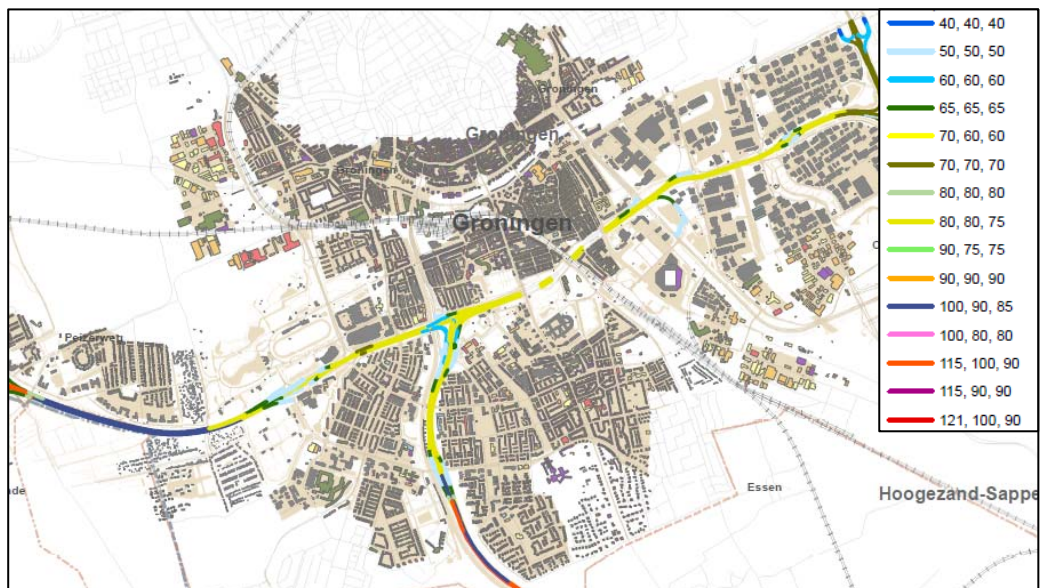 40, 40, 40
50, 50, 50
60, 60, 60
65, 65, 65
70, 60, 60
70, 70, 70
80, 80, 80
80, 80, 75
90, 75, 75
90, 90, 90
100, 90, 85
100, 80, 80
115, 100, 90
115, 90, 90
121, 100, 90
Groningen
Groningen
Groningen
Groningen
Peizerweg
nde
Essen
Hoogezand-Sappe